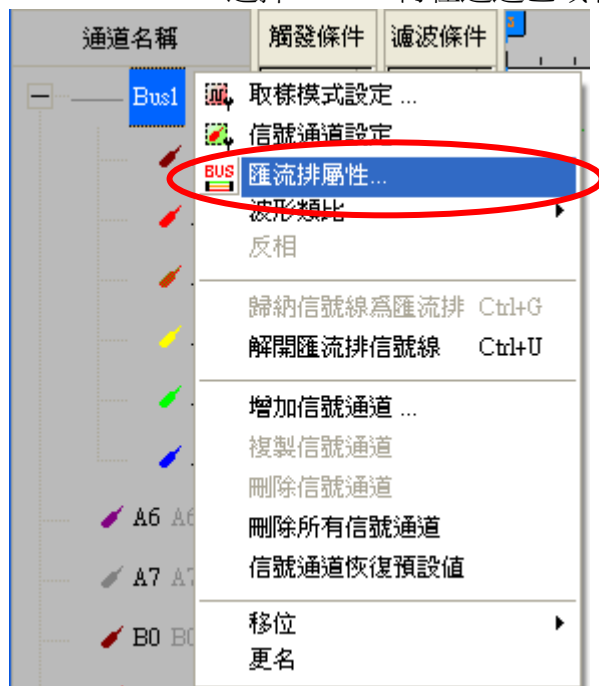 通道名稱 觸發條件 濾波條件
Bus1
取樣模式設定 ...
信號通道設定
BUS 匯流排屬性...
波形類比
反相
歸納信號線爲匯流排 Ctrl+G
解開匯流排信號線 Ctrl+U
增加信號通道 ...
複製信號通道
刪除信號通道
A6 A6
刪除所有信號通道
信號通道恢復預設值
A7 A7
移位
B0 B0
更名